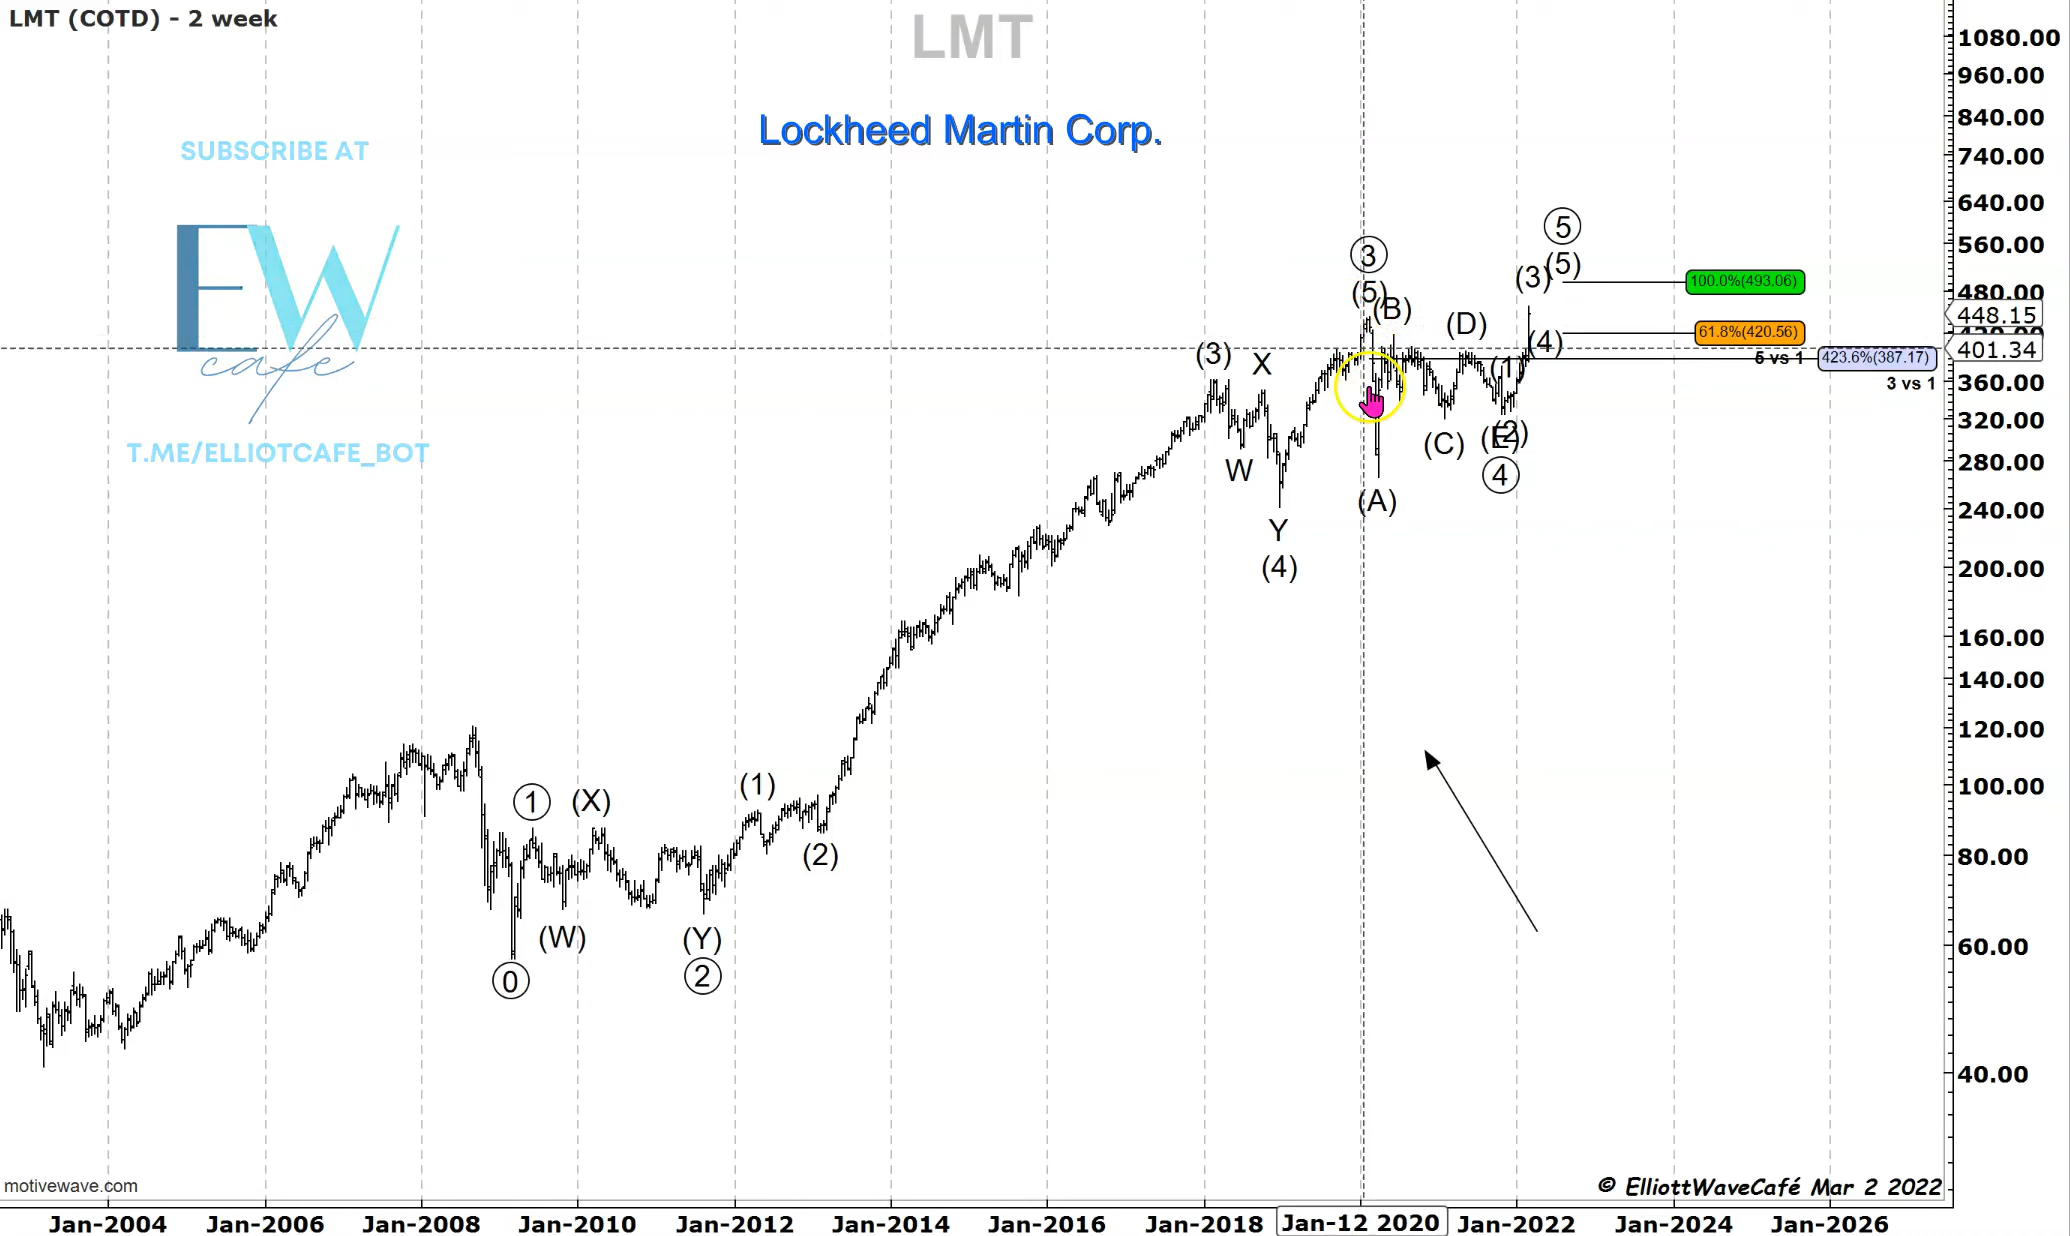 LMT (COTD) - 2 week
LMT
Lockheed Martin Corp.
SUBSCRIBE AT
EW
cafe
T.ME/ELLIOTCAFE_BOT
1080.00
960.00
840.00
740.00
640.00
560.00
480.00
448.15
401.34
360.00
320.00
280.00
240.00
200.00
160.00
140.00
120.00
100.00
80.00
60.00
40.00
5
(3) (5)
100.0%(493.06)
3
(5)
(B)
(D)
61.8%(420.56)
(4)
5 vs 1
423.6%(387.17)
3 vs 1
(3)
X
(1)
W
(C)
(E)
(2)
4
(A)
Y
(4)
1
(X)
(1)
(2)
(W)
(Y)
0
2
motivewave.com
© ElliottWaveCafé Mar 2 2022
Jan-2004 Jan-2006 Jan-2008 Jan-2010 Jan-2012 Jan-2014 Jan-2016 Jan-2018 Jan-12 2020 Jan-2022 Jan-2024 Jan-2026